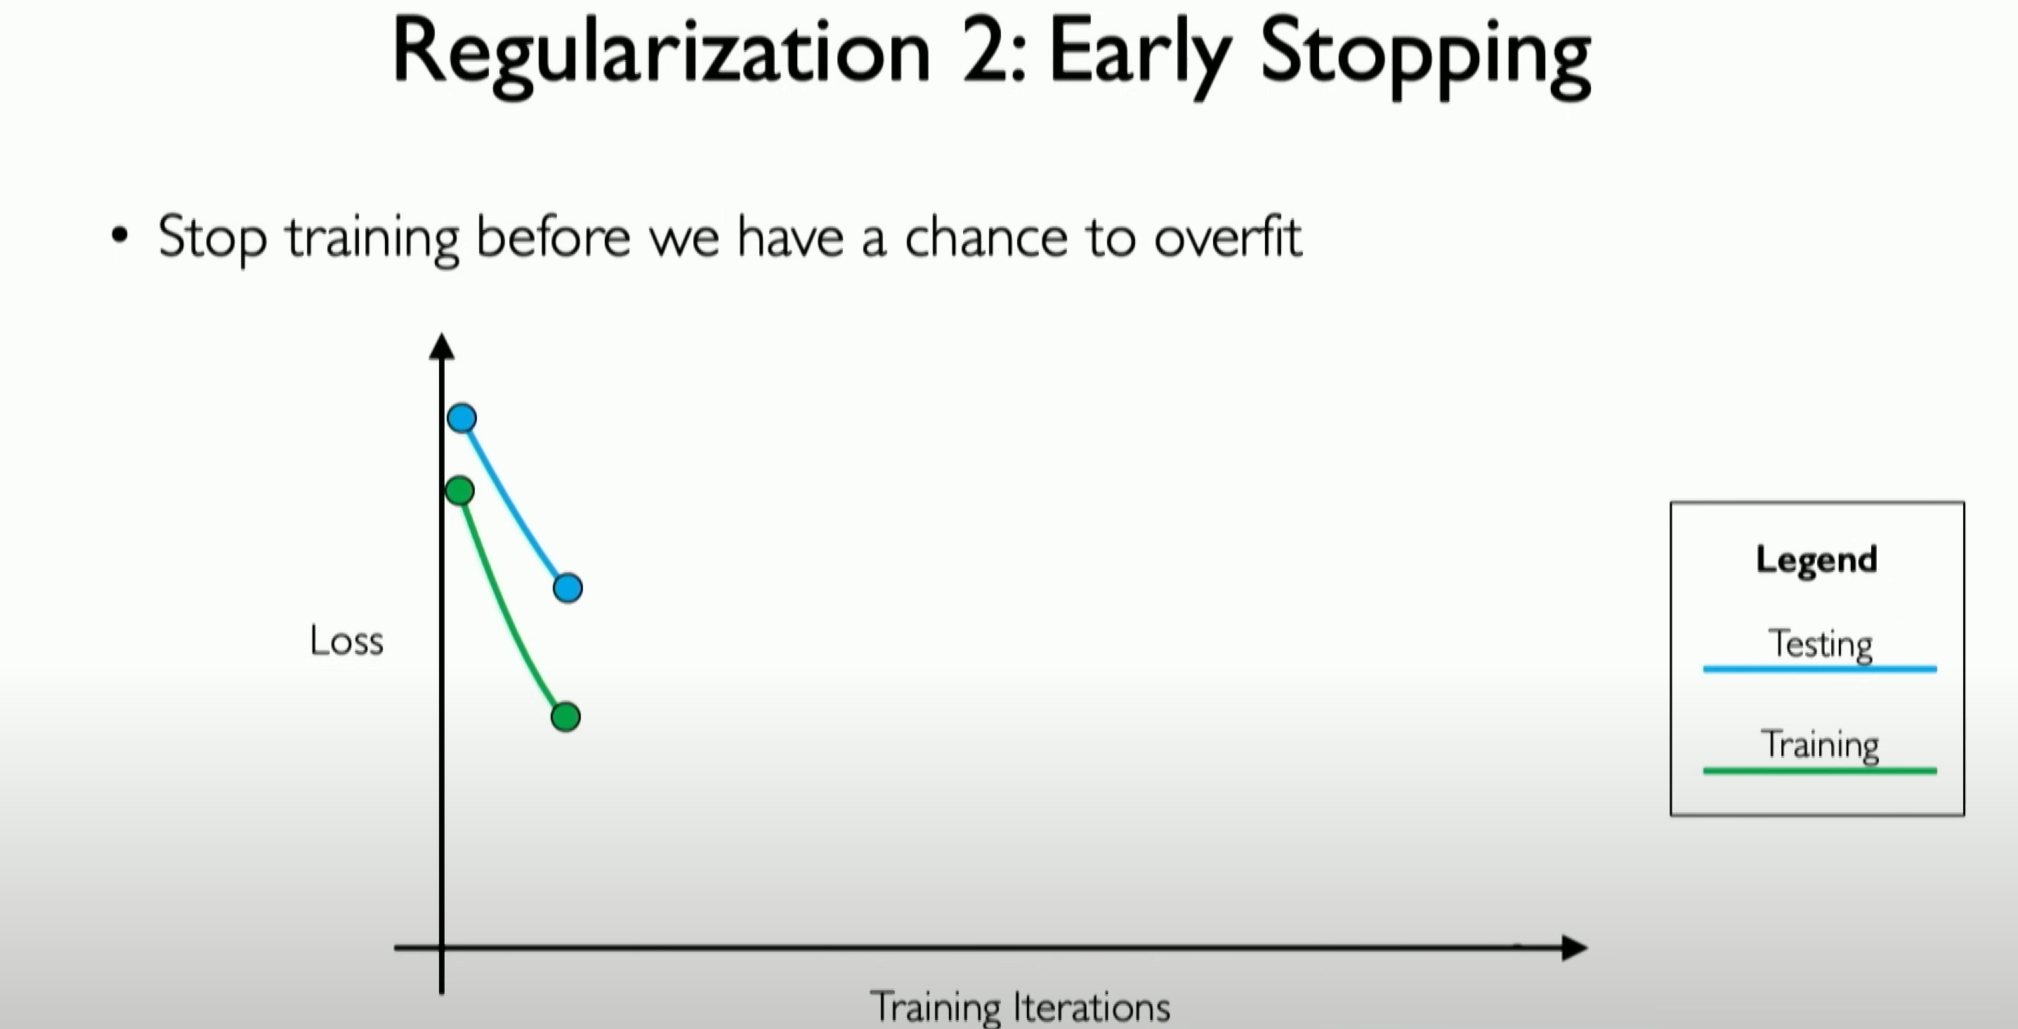 Regularization 2: Early Stopping
• Stop training before we have a chance to overfit
Loss
Legend
Testing
Training
Training Iterations